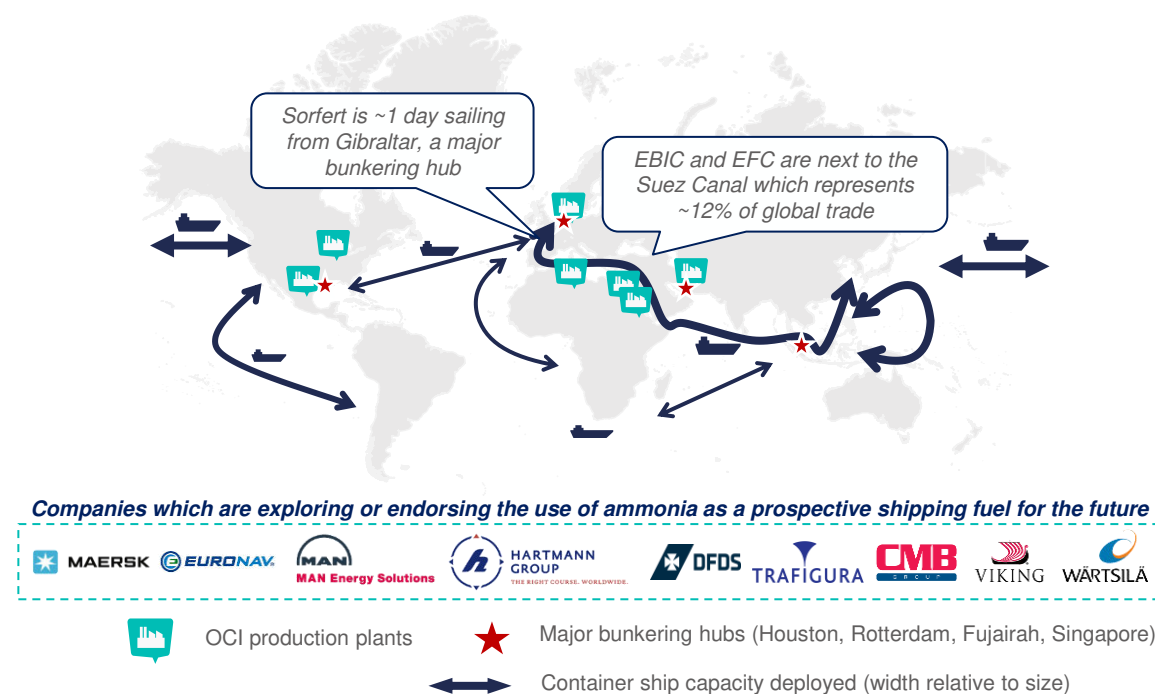 Sorfert is ~1 day sailing
from Gibraltar, a major
bunkering hub
EBIC and EFC are next to the
Suez Canal which represents
~12% of global trade
Companies which are exploring or endorsing the use of ammonia as a prospective shipping fuel for the future
MAERSK
EURONAV
MAN
MAN Energy Solutions
h
HARTMANN
GROUP
THE RIGHT COURSE. WORLDWIDE.
DFDS
TRAFIGURA
CMB
GROUP
VIKING
WÄRTSILÄ
OCI production plants
Major bunkering hubs (Houston, Rotterdam, Fujairah, Singapore)
Container ship capacity deployed (width relative to size)